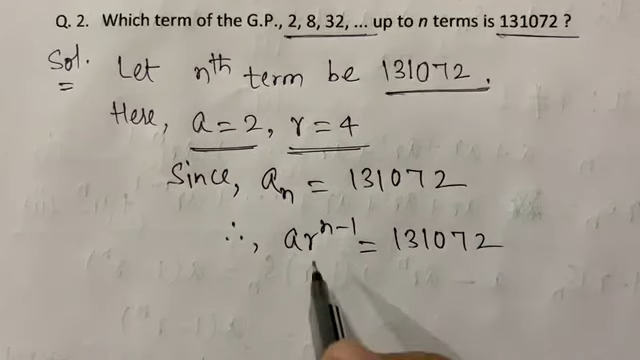 Q. 2. Which term of the G.P., 2, 8, 32, ... up to n terms is 131072 ?
Sol. Let nth term be 131072.
Here, a = 2, r = 4
Since, aₙ = 131072
∴, arⁿ⁻¹ = 131072